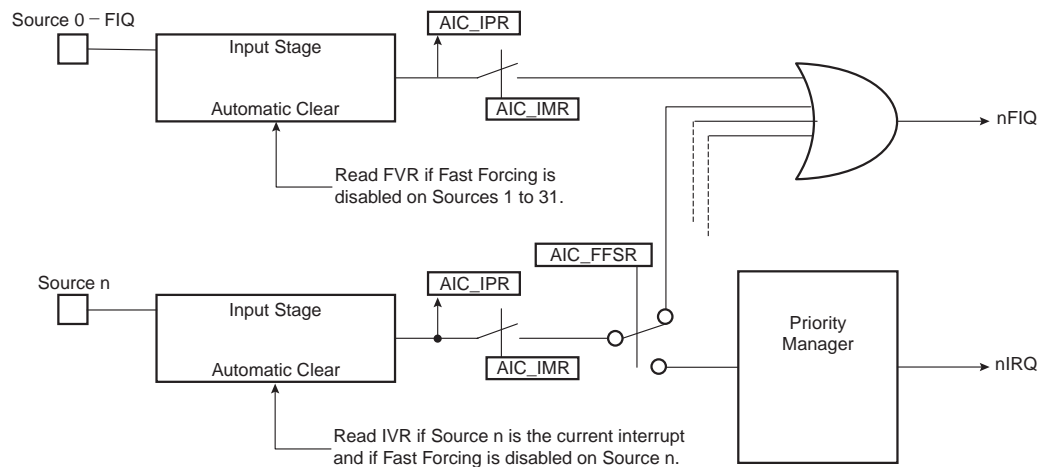 Source 0 – FIQ
Input Stage
Automatic Clear
AIC_IPR
AIC_IMR
nFIQ
Read FVR if Fast Forcing is
disabled on Sources 1 to 31.
AIC_FFSR
Source n
Input Stage
Automatic Clear
AIC_IPR
AIC_IMR
Priority
Manager
nIRQ
Read IVR if Source n is the current interrupt
and if Fast Forcing is disabled on Source n.